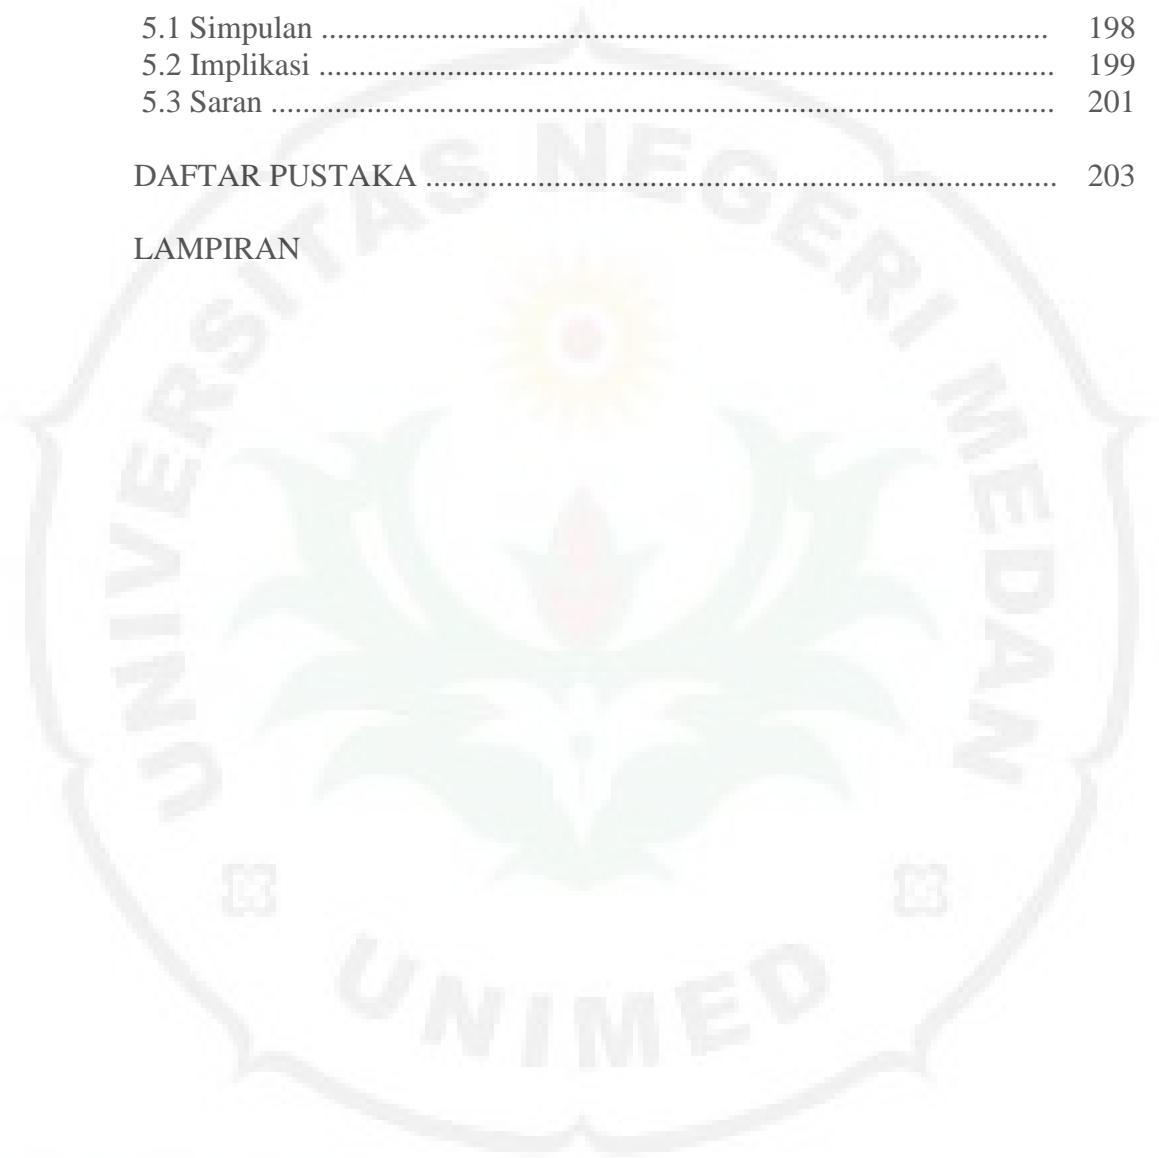 5.1 Simpulan ............................................................................................ 198
5.2 Implikasi ............................................................................................. 199
5.3 Saran ................................................................................................... 201
DAFTAR PUSTAKA ................................................................................ 203
LAMPIRAN
UNIVERSITAS NEGERI MEDAN
UNIMED